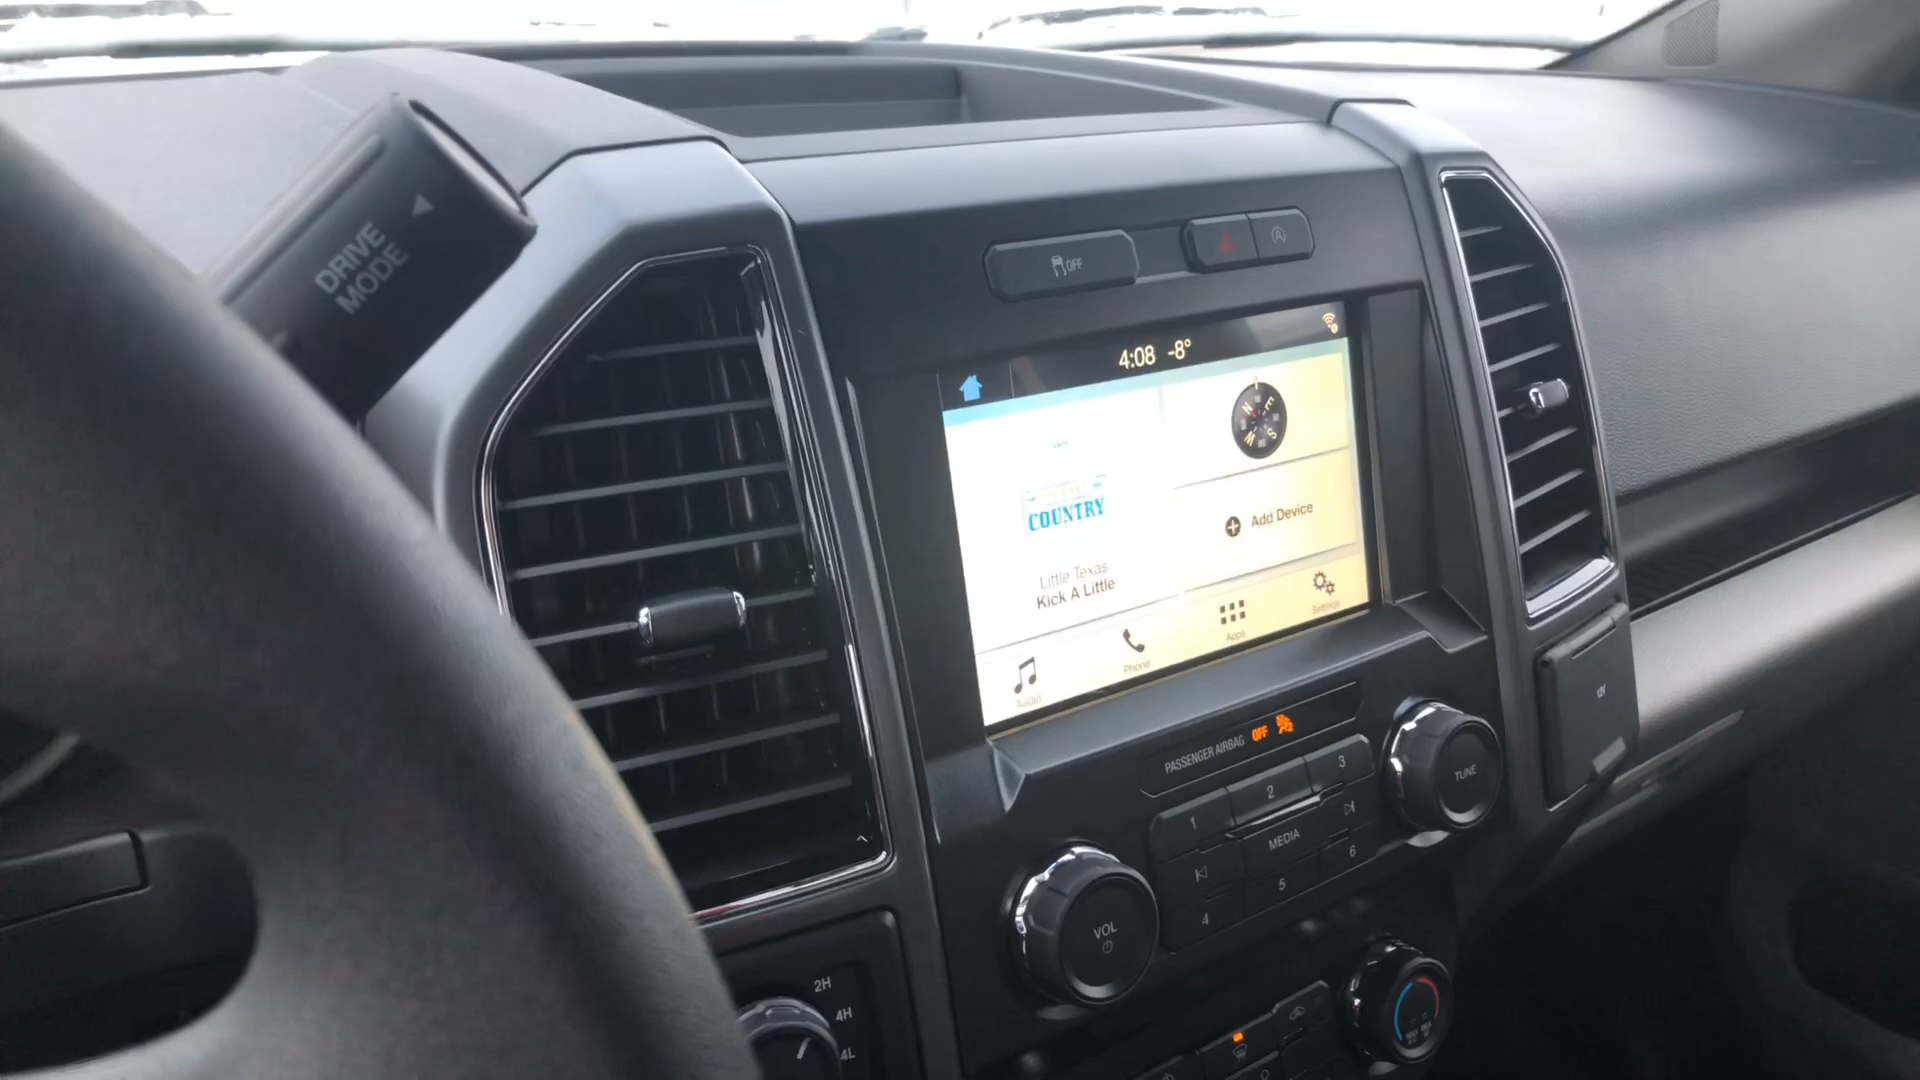 DRIVE
MODE
OFF
4:08 -8°
N
E
S
W
COUNTRY
Add Device
Little Texas
Kick A Little
Audio
Phone
Apps
Settings
PASSENGER AIRBAG OFF
1
2
3
MEDIA
4
5
6
VOL
TUNE
12V
2H
4H
4L